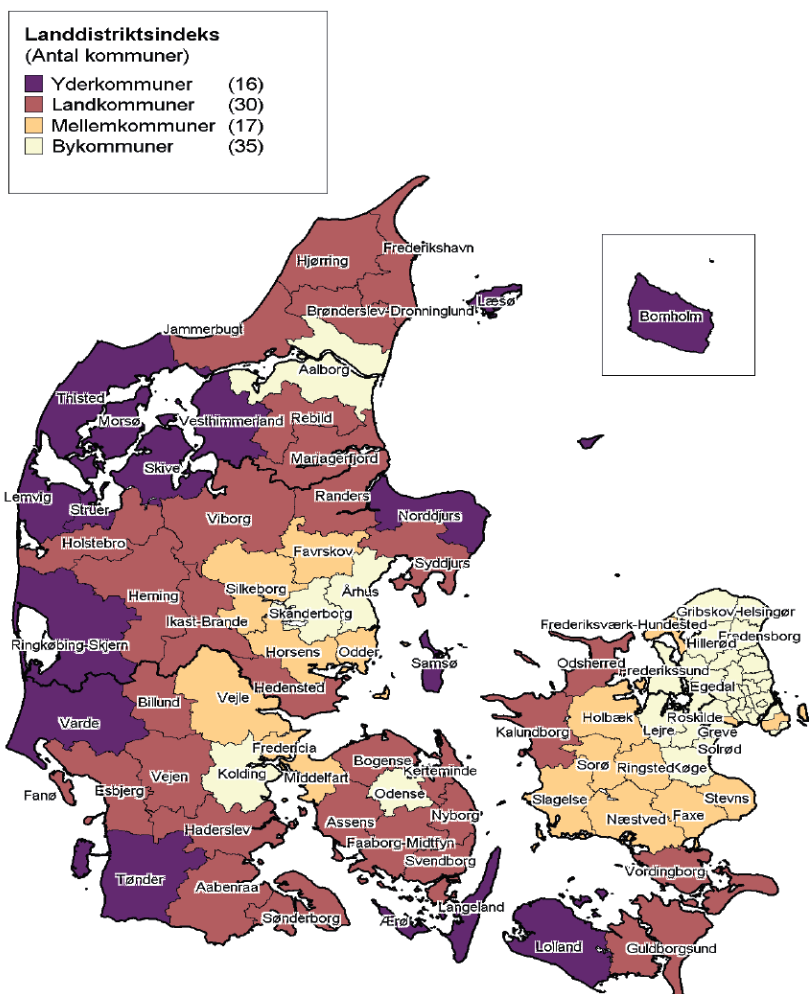 Landdistriktsindeks
(Antal kommuner)
Yderkommuner (16)
Landkommuner (30)
Mellemkommuner (17)
Bykommuner (35)
Frederikshavn
Hjørring
Læsø
Brønderslev-Dronninglund
Bornholm
Jammerbugt
Aalborg
Thisted
Morsø
Vesthimmerland
Rebild
Mariagerfjord
Skive
Lemvig
Randers
Struer
Viborg
Norddjurs
Holstebro
Favrskov
Syddjurs
Silkeborg
Århus
Herning
Skanderborg
Ikast-Brande
Gribskov
Helsingør
Frederiksværk-Hundested
Fredensborg
Hillerød
Ringkøbing-Skjern
Horsens
Odder
Samsø
Odsherred
Frederikssund
Egedal
Hedensted
Billund
Vejle
Varde
Holbæk
Roskilde
Kalundborg
Lejre
Greve
Solrød
Fredericia
Bogense
Kerteminde
Vejen
Kolding
Middelfart
Sorø
Ringsted
Køge
Fanø
Esbjerg
Odense
Slagelse
Stevns
Nyborg
Assens
Næstved
Faxe
Haderslev
Faaborg-Midtfyn
Svendborg
Vordingborg
Tønder
Aabenraa
Langeland
Sønderborg
Ærø
Lolland
Guldborgsund